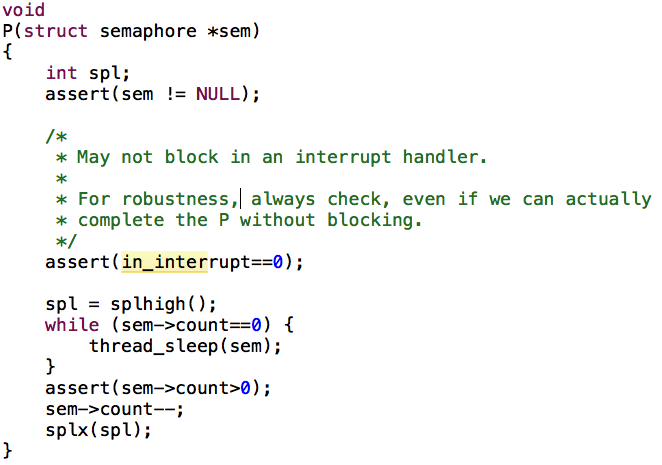 void
P(struct semaphore *sem)
{
    int spl;
    assert(sem != NULL);

    /*
     * May not block in an interrupt handler.
     *
     * For robustness, always check, even if we can actually
     * complete the P without blocking.
     */
    assert(in_interrupt==0);

    spl = splhigh();
    while (sem->count==0) {
        thread_sleep(sem);
    }
    assert(sem->count>0);
    sem->count--;
    splx(spl);
}